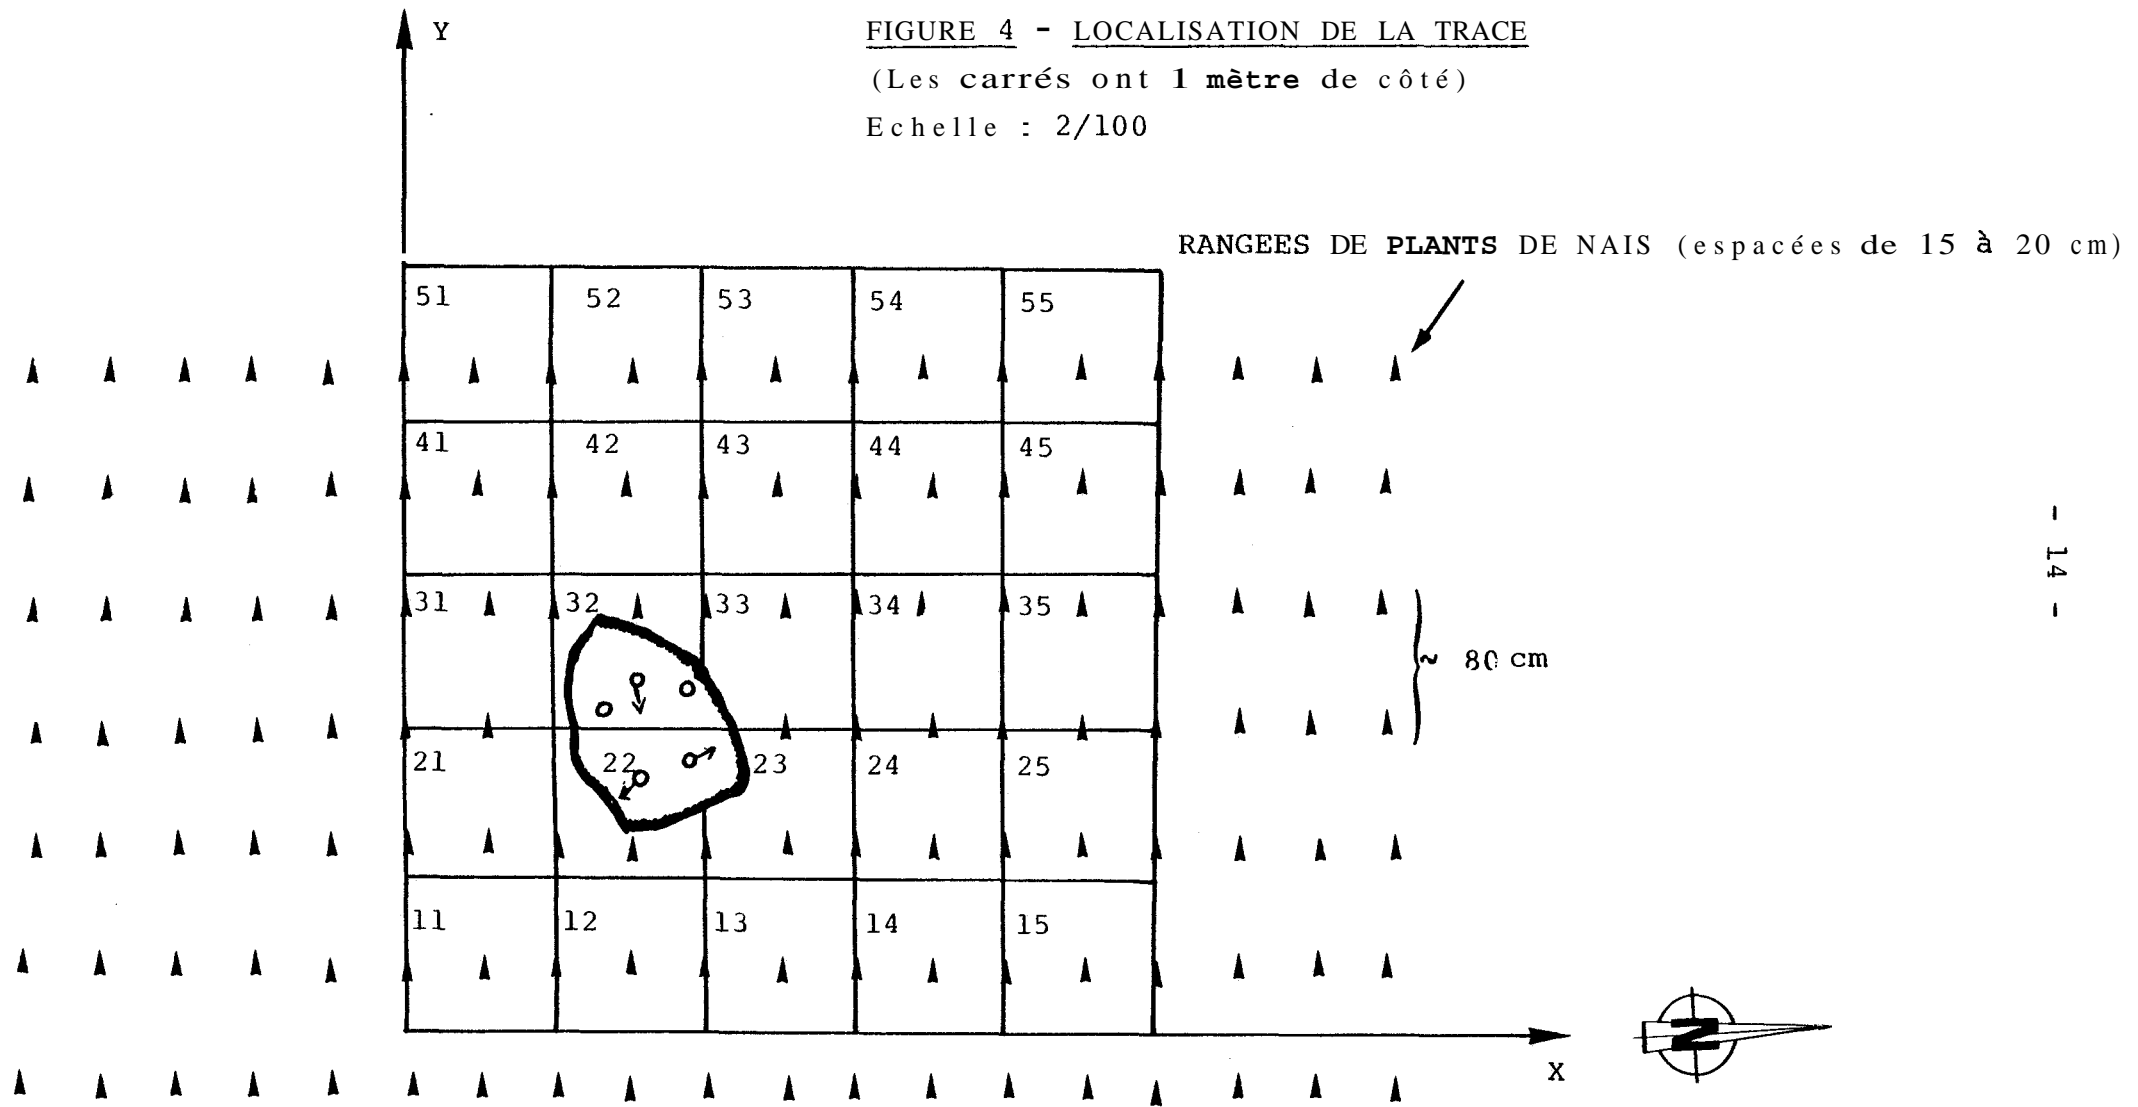 Y
FIGURE 4 - LOCALISATION DE LA TRACE
(Les carrés ont 1 mètre de côté)
Echelle : 2/100
RANGEES DE PLANTS DE NAIS (espacées de 15 à 20 cm)
51 52 53 54 55
41 42 43 44 45
31 32 33 34 35
~ 80 cm
21 22 23 24 25
11 12 13 14 15
X
N
- 14 -